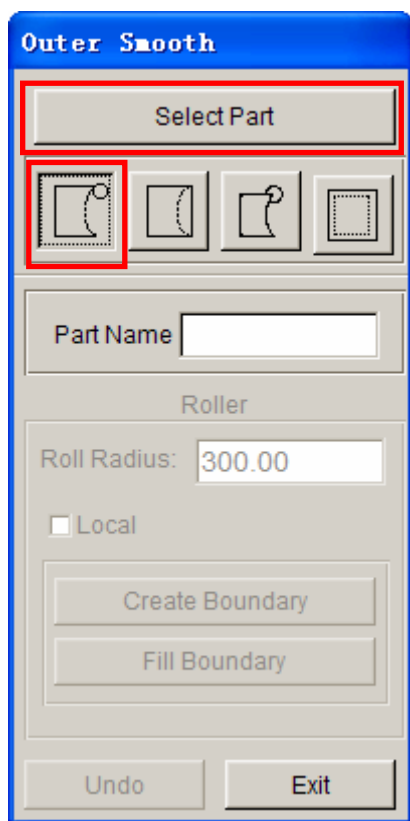 Outer Smooth
Select Part
Part Name
Roller
Roll Radius: 300.00
Local
Create Boundary
Fill Boundary
Undo Exit